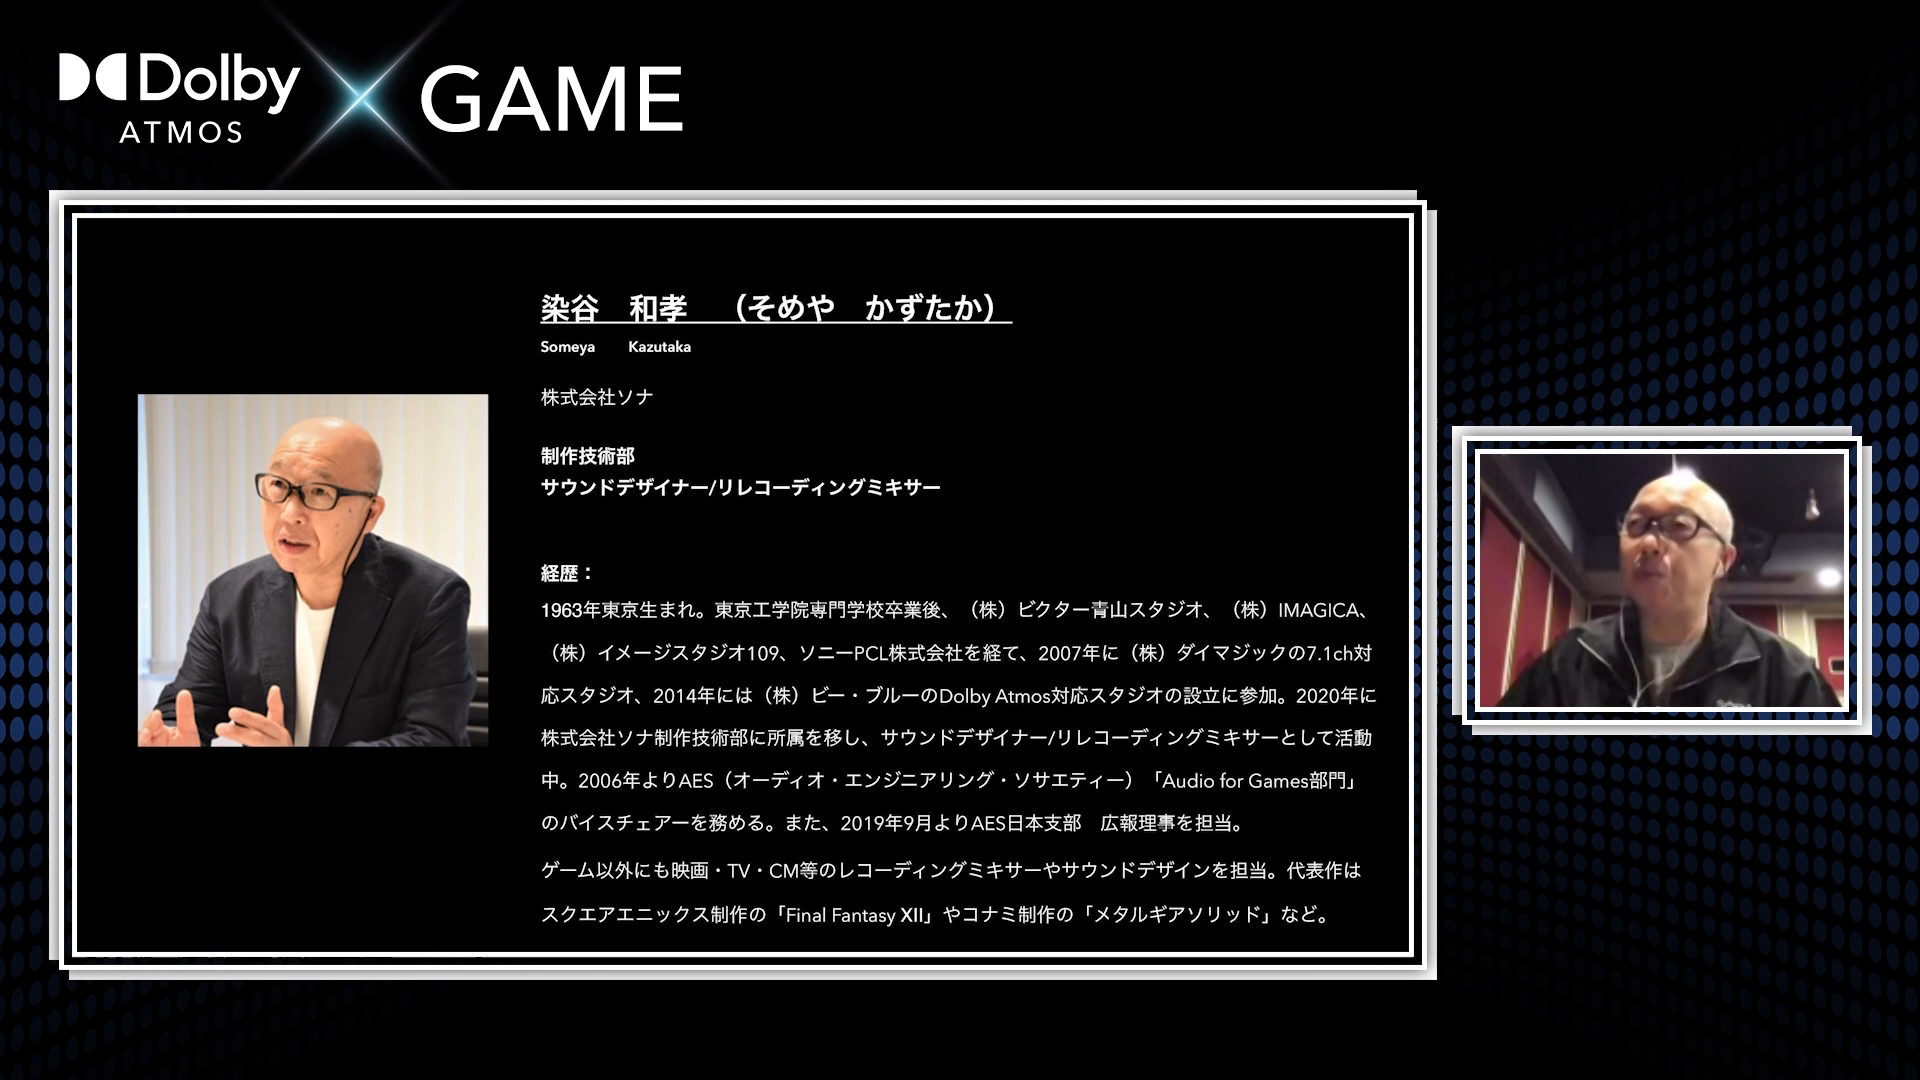 Dolby
ATMOS
GAME
染谷　和孝　（そめや　かずたか）
Someya　Kazutaka
株式会社ソナ
制作技術部
サウンドデザイナー/リレコーディングミキサー
経歴：
1963年東京生まれ。東京工学院専門学校卒業後、（株）ビクター青山スタジオ、（株）IMAGICA、
（株）イメージスタジオ109、ソニーPCL株式会社を経て、2007年に（株）ダイマジックの7.1ch対
応スタジオ、2014年には（株）ビー・ブルーのDolby Atmos対応スタジオの設立に参加。2020年に
株式会社ソナ制作技術部に所属を移し、サウンドデザイナー/リレコーディングミキサーとして活動
中。2006年よりAES（オーディオ・エンジニアリング・ソサエティー）「Audio for Games部門」
のバイスチェアーを務める。また、2019年9月よりAES日本支部　広報理事を担当。
ゲーム以外にも映画・TV・CM等のレコーディングミキサーやサウンドデザインを担当。代表作は
スクエアエニックス制作の「Final Fantasy XII」やコナミ制作の「メタルギアソリッド」など。